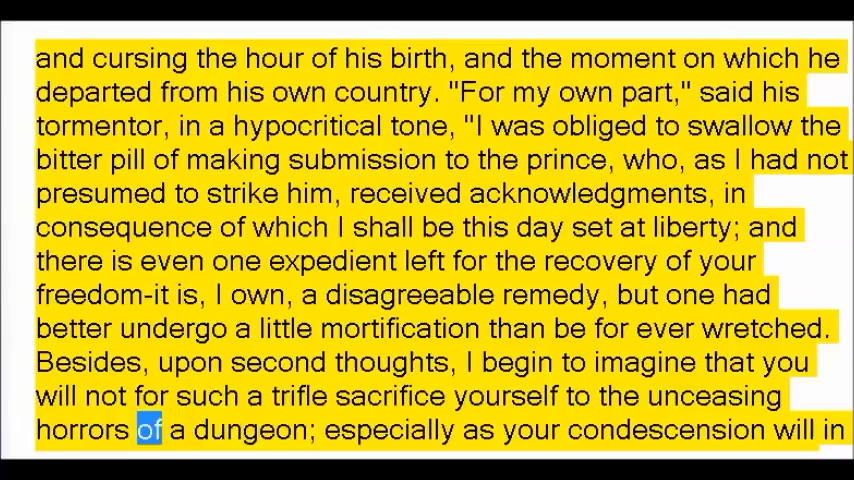 and cursing the hour of his birth, and the moment on which he
departed from his own country. "For my own part," said his
tormentor, in a hypocritical tone, "I was obliged to swallow the
bitter pill of making submission to the prince, who, as I had not
presumed to strike him, received acknowledgments, in
consequence of which I shall be this day set at liberty; and
there is even one expedient left for the recovery of your
freedom-it is, I own, a disagreeable remedy, but one had
better undergo a little mortification than be for ever wretched.
Besides, upon second thoughts, I begin to imagine that you
will not for such a trifle sacrifice yourself to the unceasing
horrors of a dungeon; especially as your condescension will in